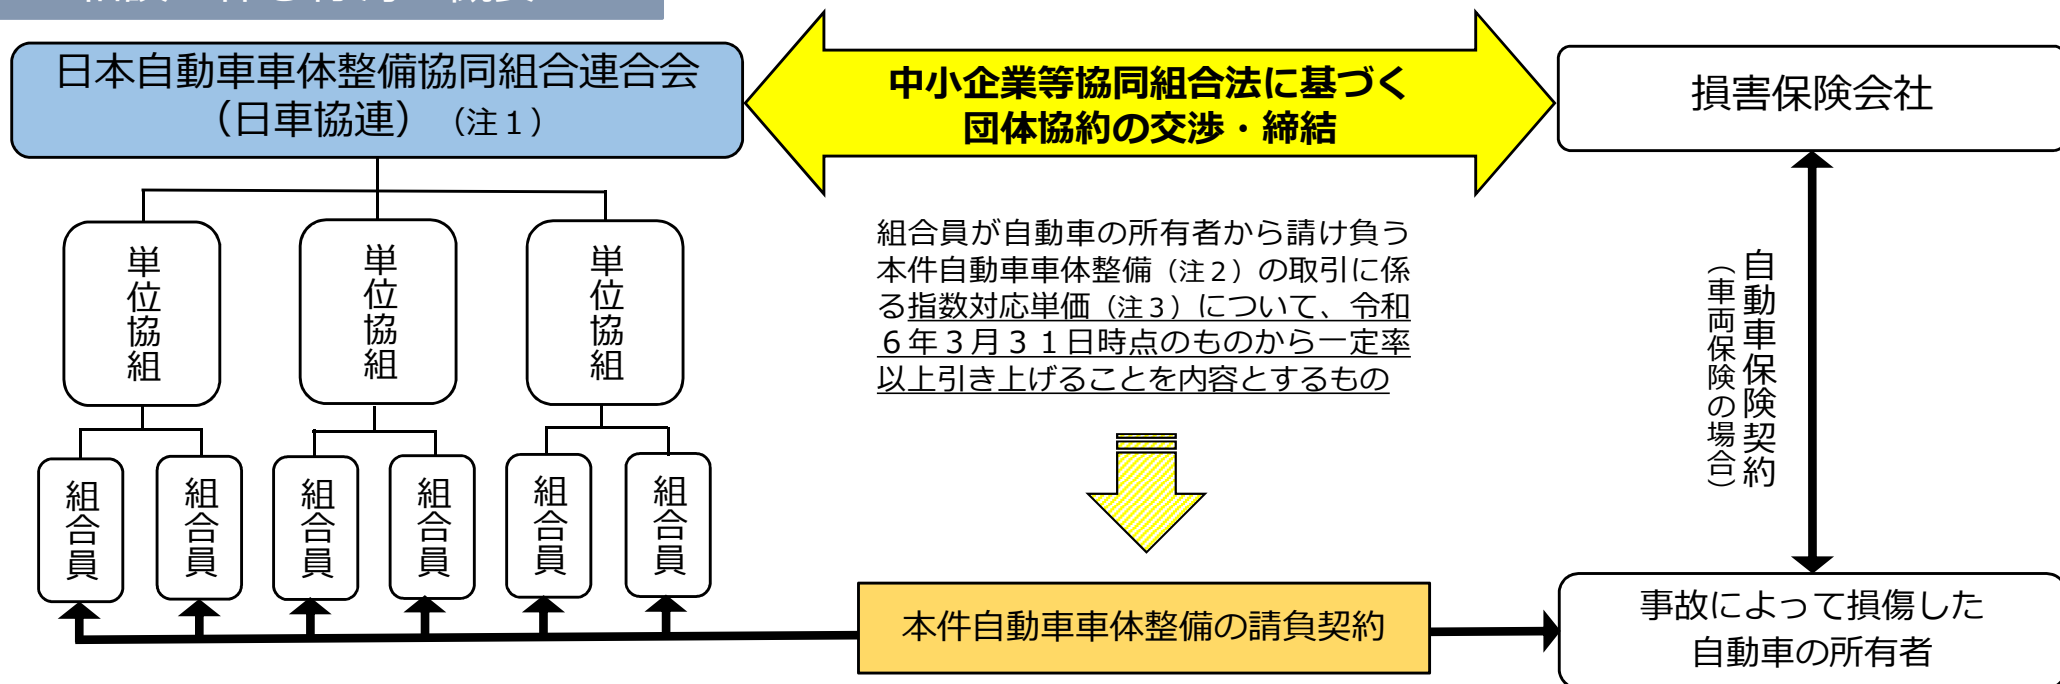 日本自動車車体整備協同組合連合会
（日車協連）（注１）
中小企業等協同組合法に基づく
団体協約の交渉・締結
損害保険会社
単位協組
単位協組
単位協組
組合員が自動車の所有者から請け負う
本件自動車車体整備（注２）の取引に係
る指数対応単価（注３）について、令和
６年３月３１日時点のものから一定率
以上引き上げることを内容とするもの
自動車保険契約
（車両保険の場合）
組合員
組合員
組合員
組合員
組合員
組合員
本件自動車車体整備の請負契約
事故によって損傷した
自動車の所有者